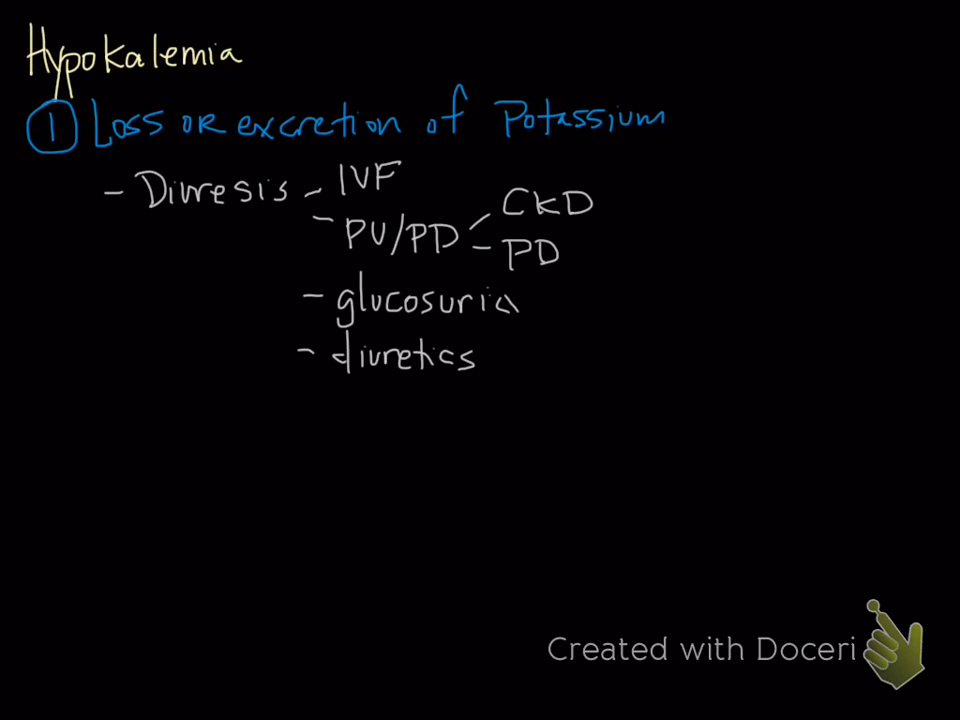 Hypokalemia
① Loss or excretion of Potassium
- Diuresis - IVF
- PU/PD - CKD
- PD
- glucosuria
- diuretics
Created with Doceri